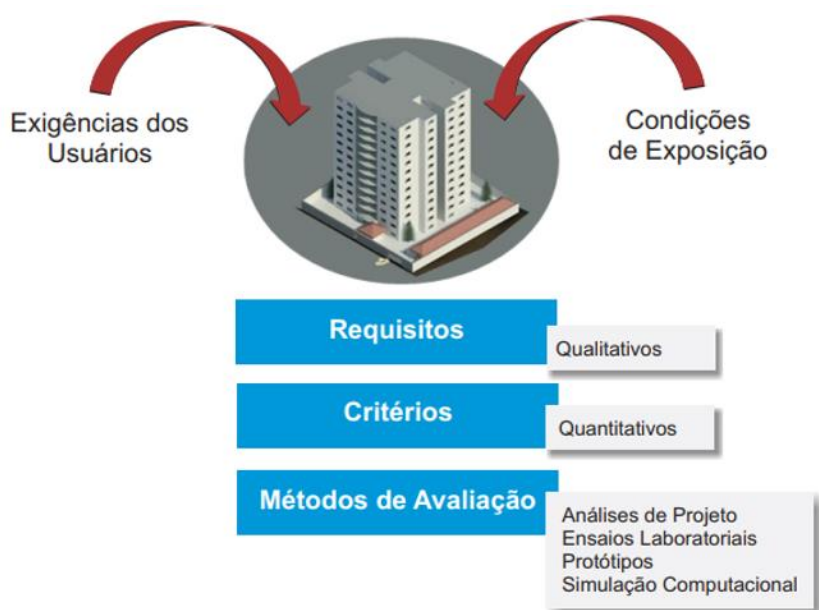 Exigências dos
Usuários
Condições
de Exposição
Requisitos
Qualitativos
Critérios
Quantitativos
Métodos de Avaliação
Análises de Projeto
Ensaios Laboratoriais
Protótipos
Simulação Computacional